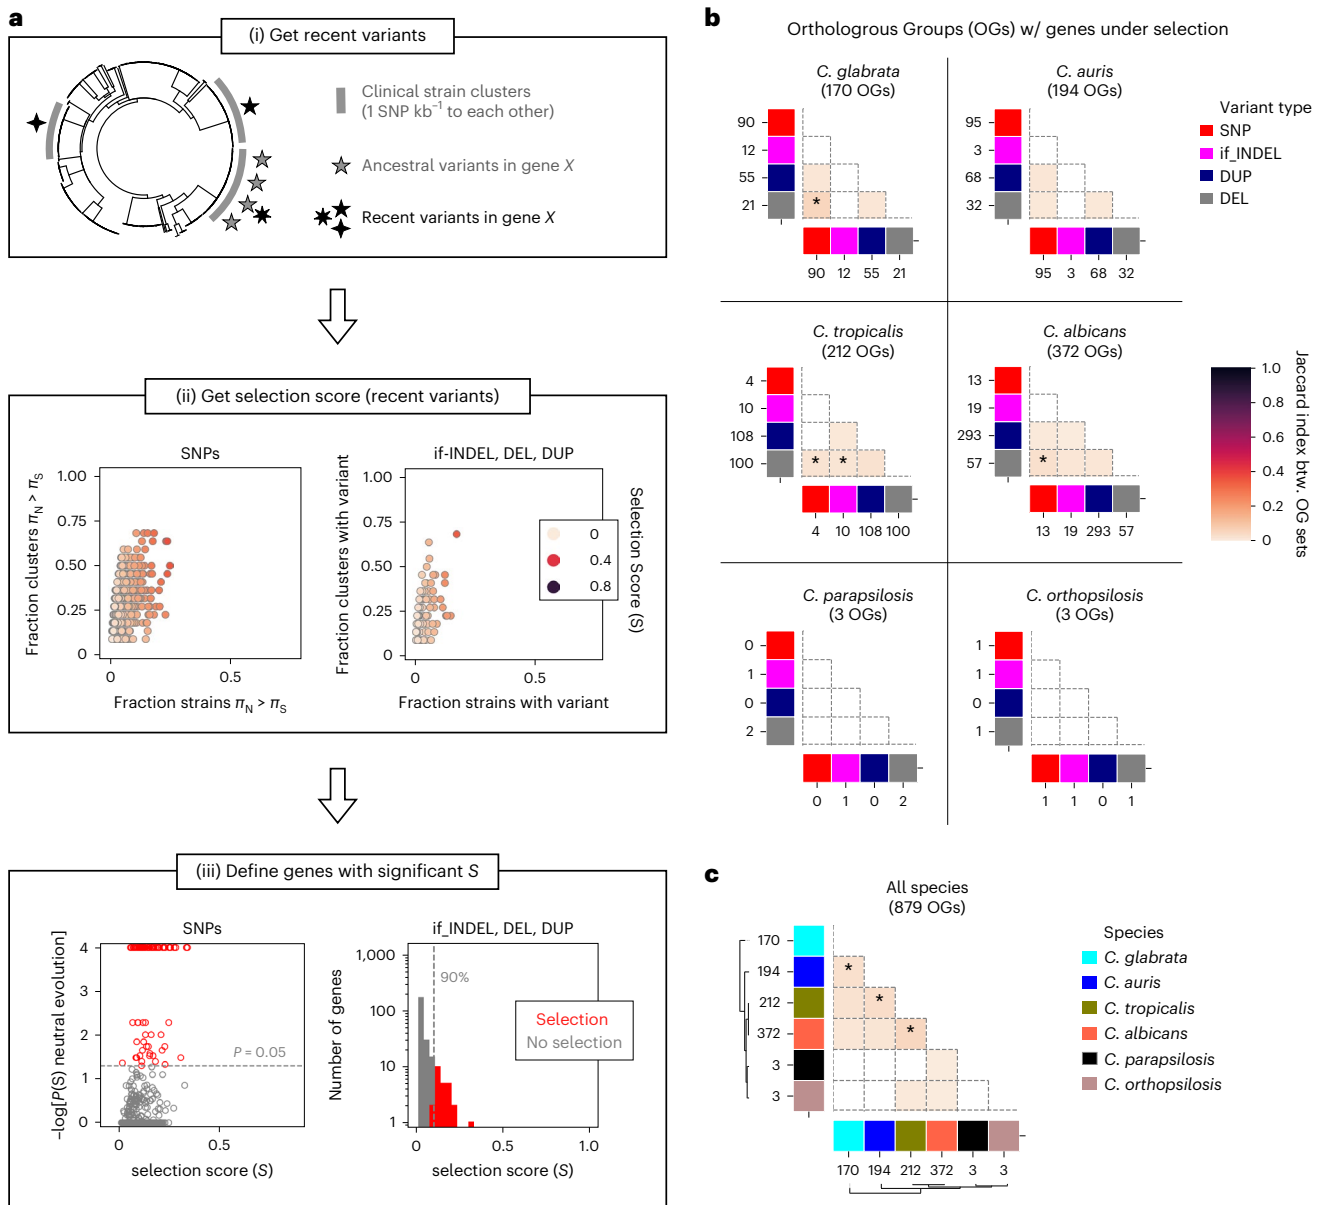 a
(i) Get recent variants
Clinical strain clusters
(1 SNP kb⁻¹ to each other)
Ancestral variants in gene X
Recent variants in gene X
(ii) Get selection score (recent variants)
SNPs
Fraction clusters πN > πS
1.00
0.75
0.50
0.25
0
0
0.5
Fraction strains πN > πS
if-INDEL, DEL, DUP
Fraction clusters with variant
1.00
0.75
0.50
0.25
0
0
0.5
Fraction strains with variant
0
0.4
0.8
Selection Score (S)
(iii) Define genes with significant S
SNPs
−log[P(S) neutral evolution]
4
3
2
1
0
P = 0.05
0
0.5
selection score (S)
if_INDEL, DEL, DUP
Number of genes
1,000
100
10
1
90%
Selection
No selection
0
0.5
1.0
selection score (S)
b
Orthologrous Groups (OGs) w/ genes under selection
C. glabrata
(170 OGs)
90
12
55
21
*
90 12 55 21
C. auris
(194 OGs)
95
3
68
32
95 3 68 32
Variant type
SNP
if_INDEL
DUP
DEL
C. tropicalis
(212 OGs)
4
10
108
100
* *
4 10 108 100
C. albicans
(372 OGs)
13
19
293
57
*
13 19 293 57
1.0
0.8
0.6
0.4
0.2
0
Jaccard index btw. OG sets
C. parapsilosis
(3 OGs)
0
1
0
2
0 1 0 2
C. orthopsilosis
(3 OGs)
1
1
0
1
1 1 0 1
c
All species
(879 OGs)
170
194
212
372
3
3
*
*
*
170 194 212 372 3 3
Species
C. glabrata
C. auris
C. tropicalis
C. albicans
C. parapsilosis
C. orthopsilosis